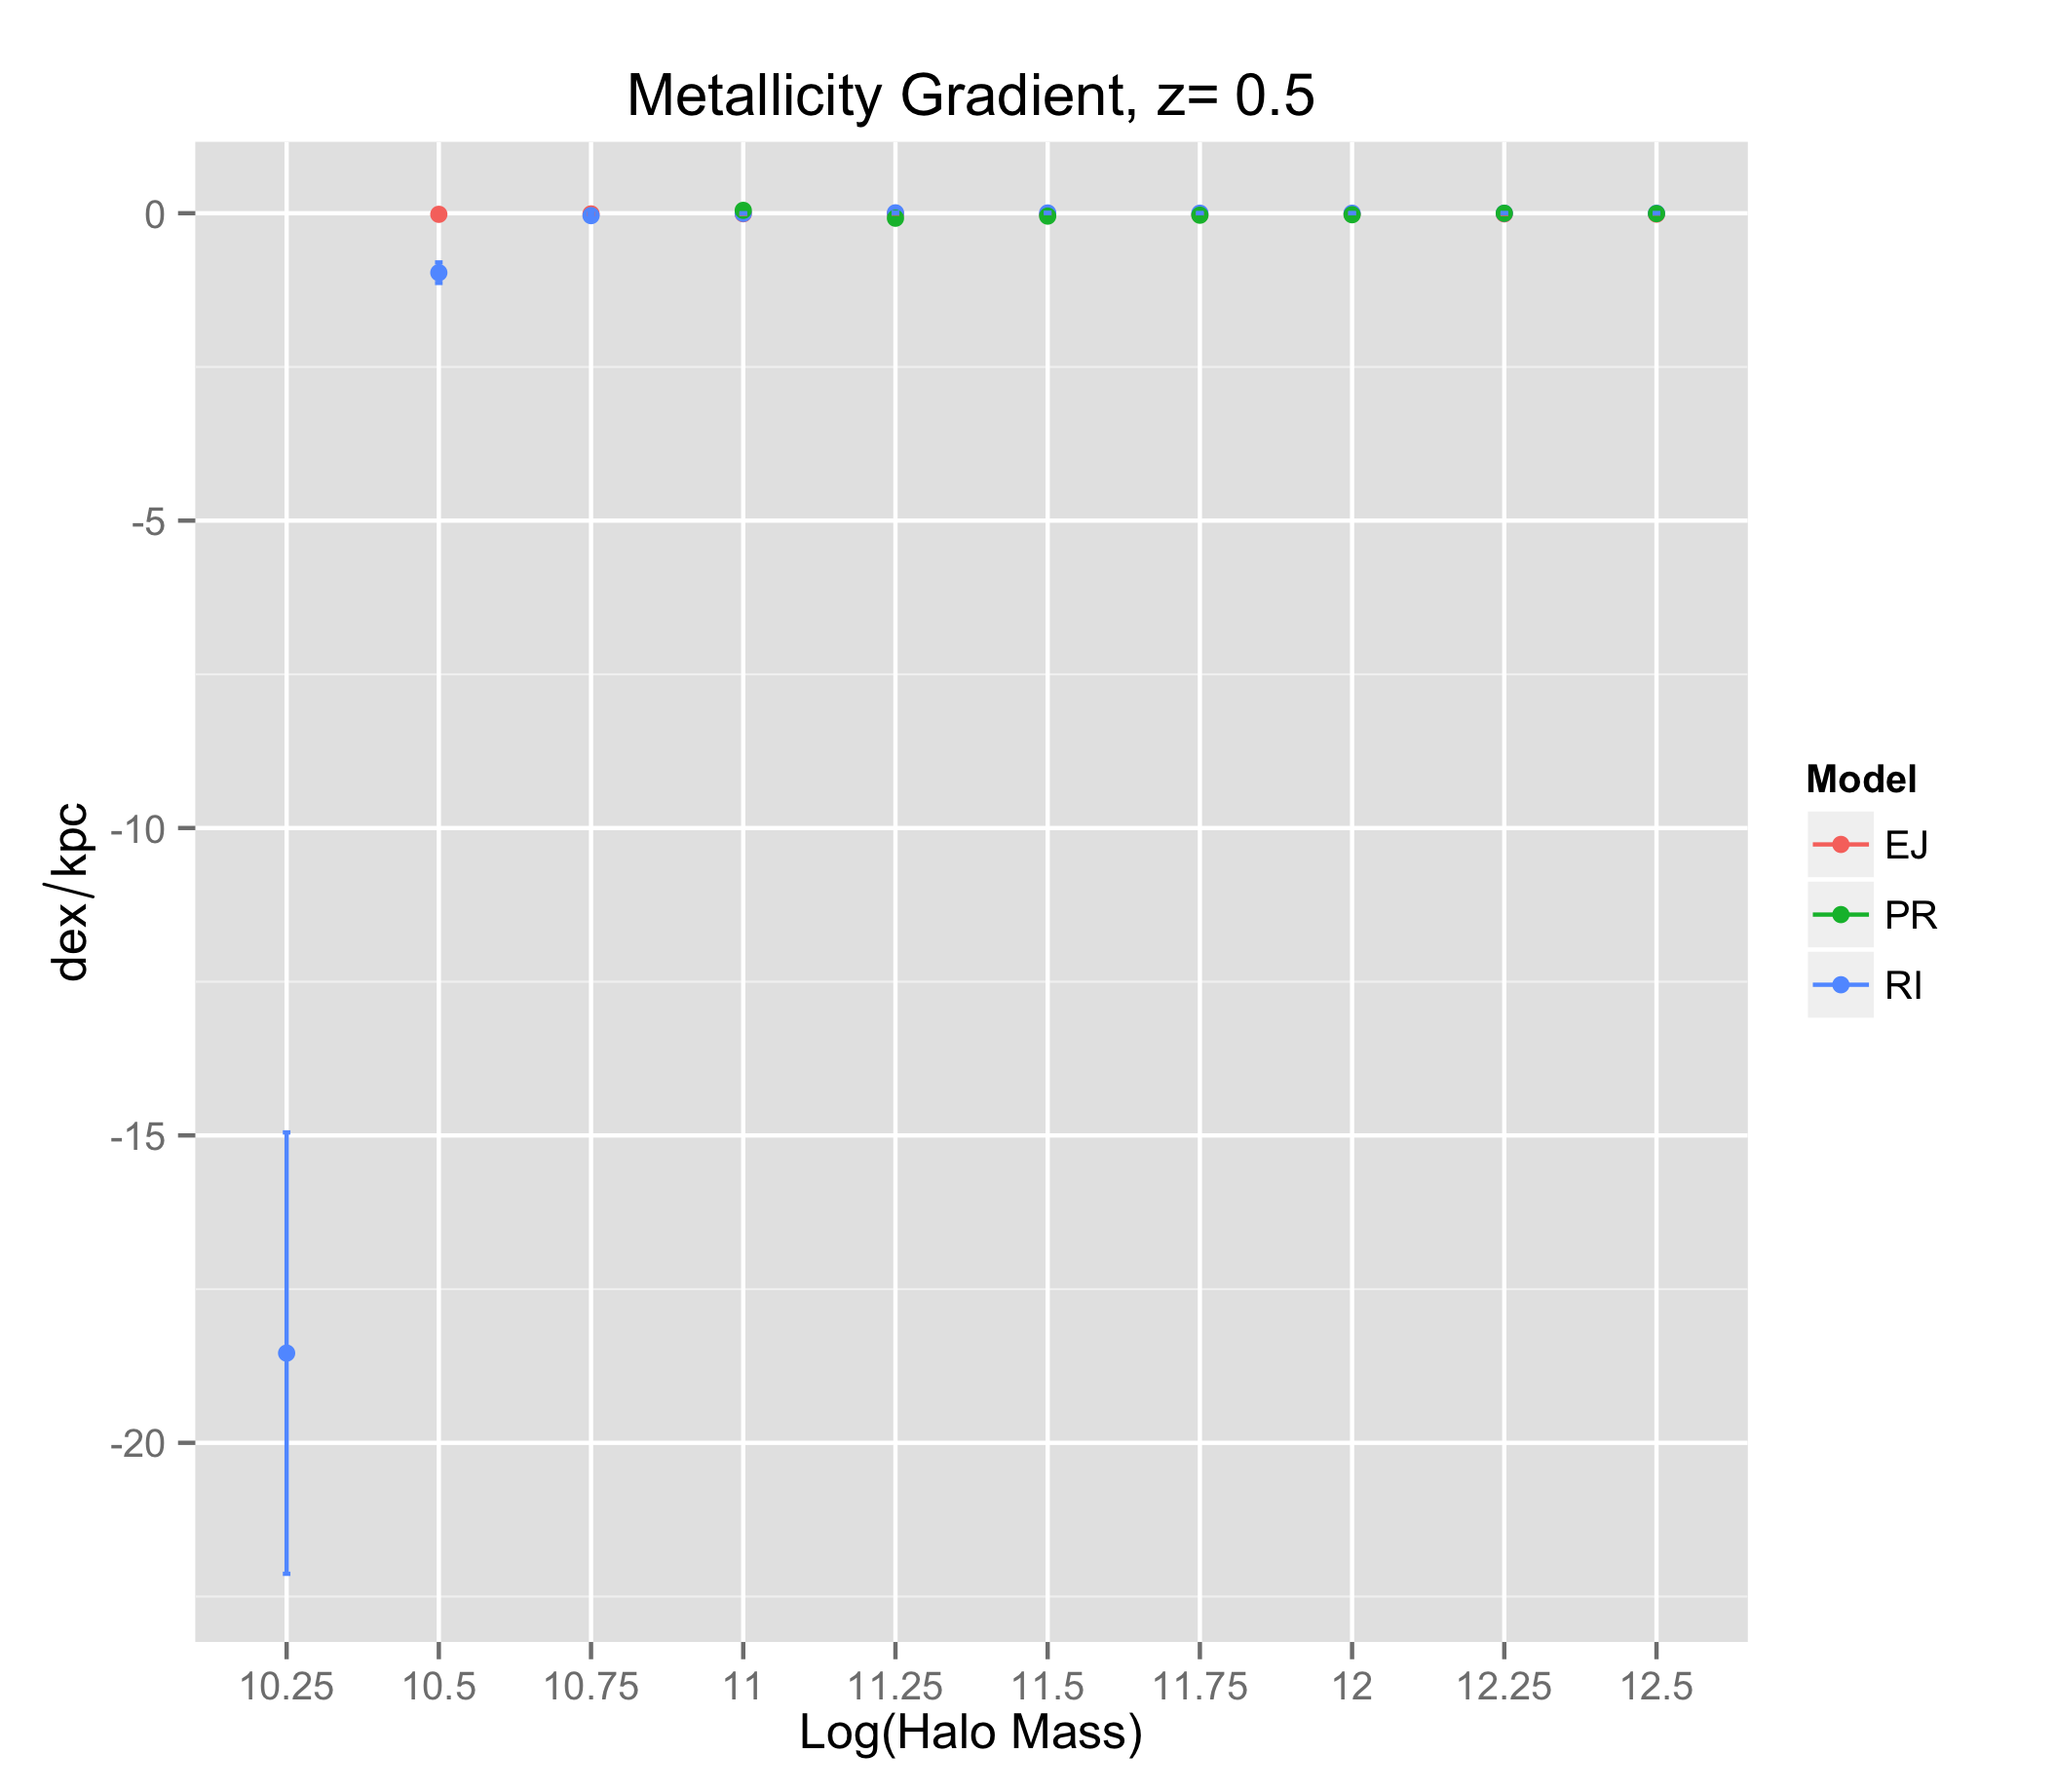 Metallicity Gradient, z= 0.5
0
-5
-10
-15
-20
dex/kpc
10.25 10.5 10.75 11 11.25 11.5 11.75 12 12.25 12.5
Log(Halo Mass)
Model
EJ
PR
RI